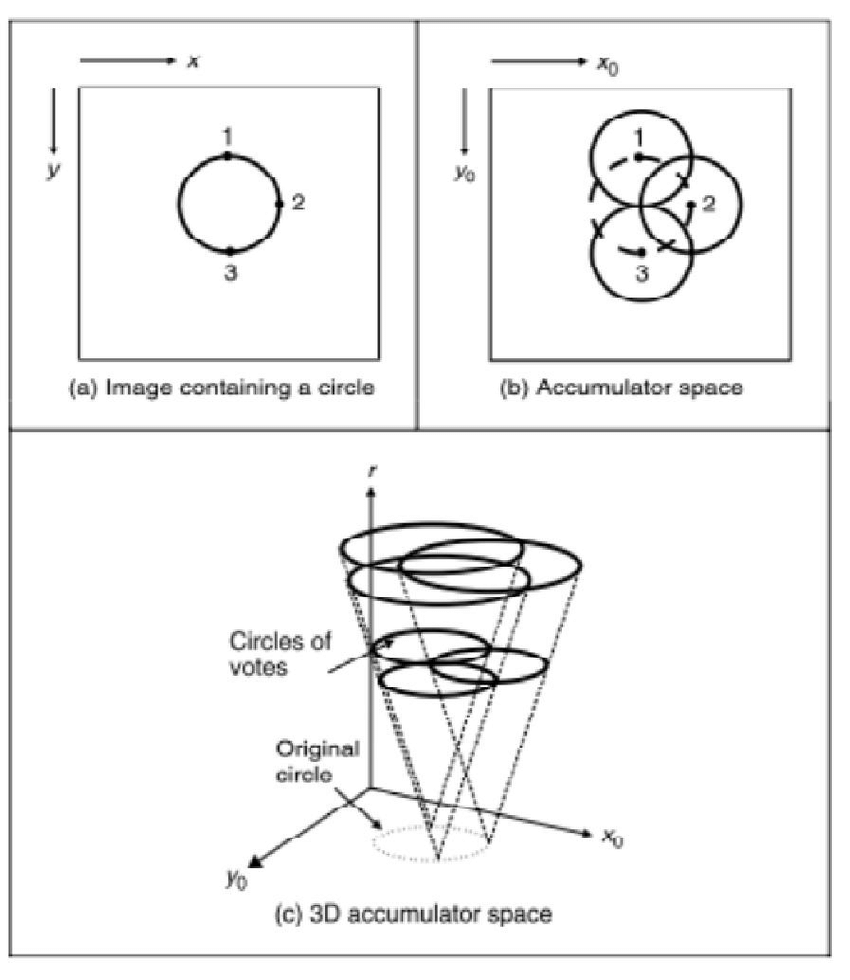 x
y
1
2
3
(a) Image containing a circle
x0
y0
1
2
3
(b) Accumulator space
r
Circles of
votes
Original
circle
x0
y0
(c) 3D accumulator space